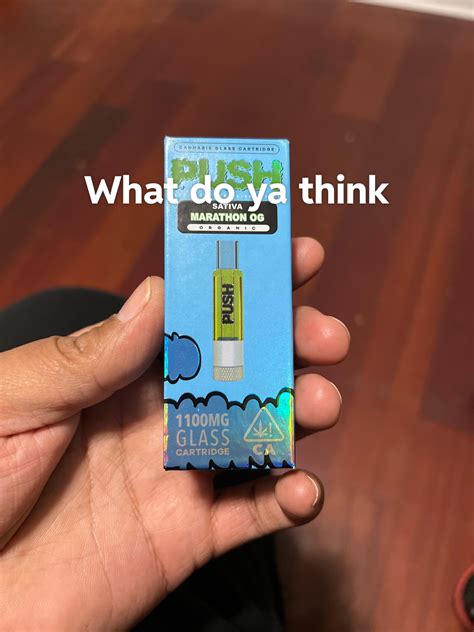 CANNABIS GLASS CARTRIDGE
PUSH
What do ya think
SATIVA
MARATHON OG
ORGANIC
PUSH
1100MG
GLASS
CARTRIDGE
CA